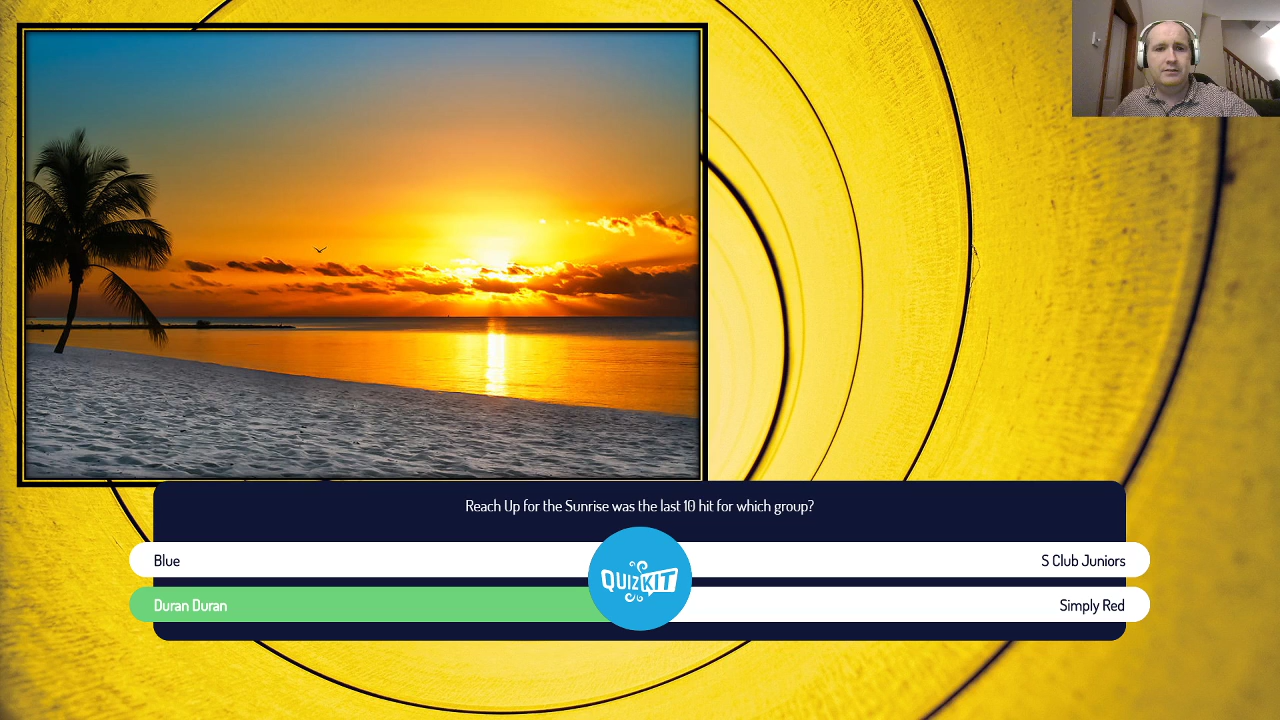 Reach Up for the Sunrise was the last 10 hit for which group?
Blue
S Club Juniors
QUIZKIT
Duran Duran
Simply Red